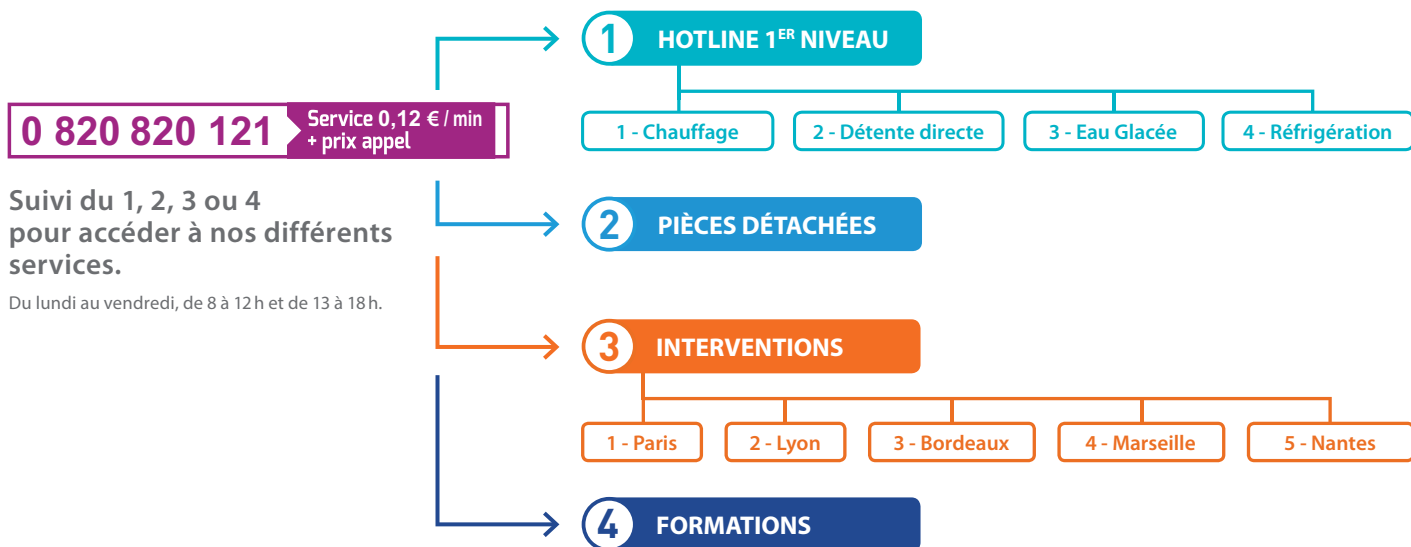 0 820 820 121
Service 0,12 € / min
+ prix appel
Suivi du 1, 2, 3 ou 4
pour accéder à nos différents
services.
Du lundi au vendredi, de 8 à 12 h et de 13 à 18 h.
1 HOTLINE 1ER NIVEAU
1 - Chauffage
2 - Détente directe
3 - Eau Glacée
4 - Réfrigération
2 PIÈCES DÉTACHÉES
3 INTERVENTIONS
1 - Paris
2 - Lyon
3 - Bordeaux
4 - Marseille
5 - Nantes
4 FORMATIONS